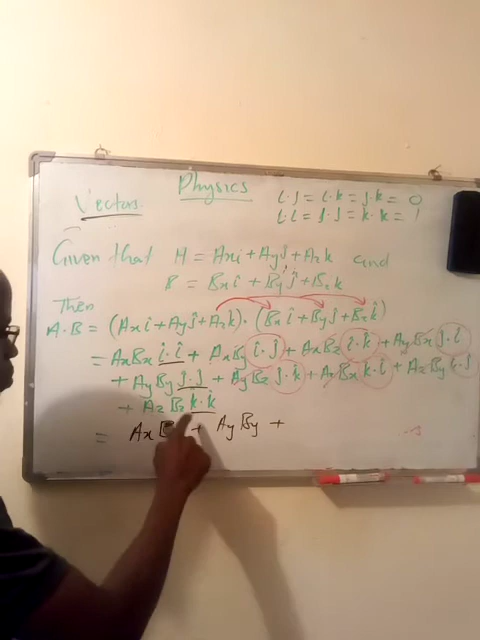 Physics
Vectors
i.j = i.k = j.k = 0
i.i = j.j = k.k = 1
Given that A = Axi + Ayj + Azk and
B = Bxi + Byj + Bzk
Then
A.B = (Axi + Ayj + Azk) . (Bxi + Byj + Bzk̂)
= AxBx i.i + AxBy i.j + AxBz i.k + AyBx j.i
+ AyBy j.j + AyBz j.k + AzBx k.i + AzBy k.j
+ AzBz k.k
= Ax + AyBy +